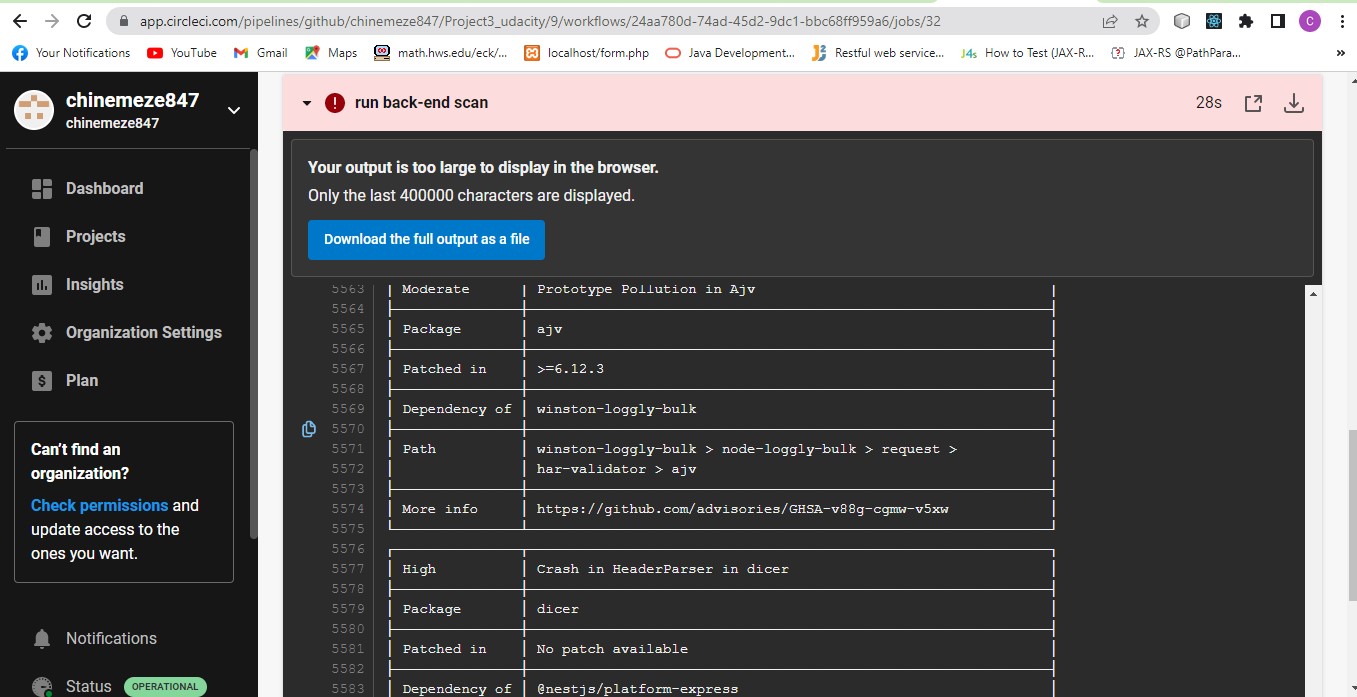 app.circleci.com/pipelines/github/chinemeze847/Project3_udacity/9/workflows/24aa780d-74ad-45d2-9dc1-bbc68ff959a6/jobs/32
C
Your Notifications YouTube Gmail Maps math.hws.edu/eck/... localhost/form.php Java Development... Restful web service... J4s How to Test (JAX-R... JAX-RS @PathPara... »
chinemeze847
chinemeze847
Dashboard
Projects
Insights
Organization Settings
Plan
Can't find an
organization?
Check permissions and
update access to the
ones you want.
Notifications
Status OPERATIONAL
run back-end scan 28s
Your output is too large to display in the browser.
Only the last 400000 characters are displayed.
Download the full output as a file
5563 │ Moderate │ Prototype Pollution in Ajv │
5564
5565 │ Package │ ajv │
5566
5567 │ Patched in │ >=6.12.3 │
5568
5569 │ Dependency of │ winston-loggly-bulk │
5570
5571 │ Path │ winston-loggly-bulk > node-loggly-bulk > request > │
5572 │ │ har-validator > ajv │
5573
5574 │ More info │ https://github.com/advisories/GHSA-v88g-cgmw-v5xw │
5575
5576
5577 │ High │ Crash in HeaderParser in dicer │
5578
5579 │ Package │ dicer │
5580
5581 │ Patched in │ No patch available │
5582
5583 │ Dependency of │ @nestjs/platform-express │